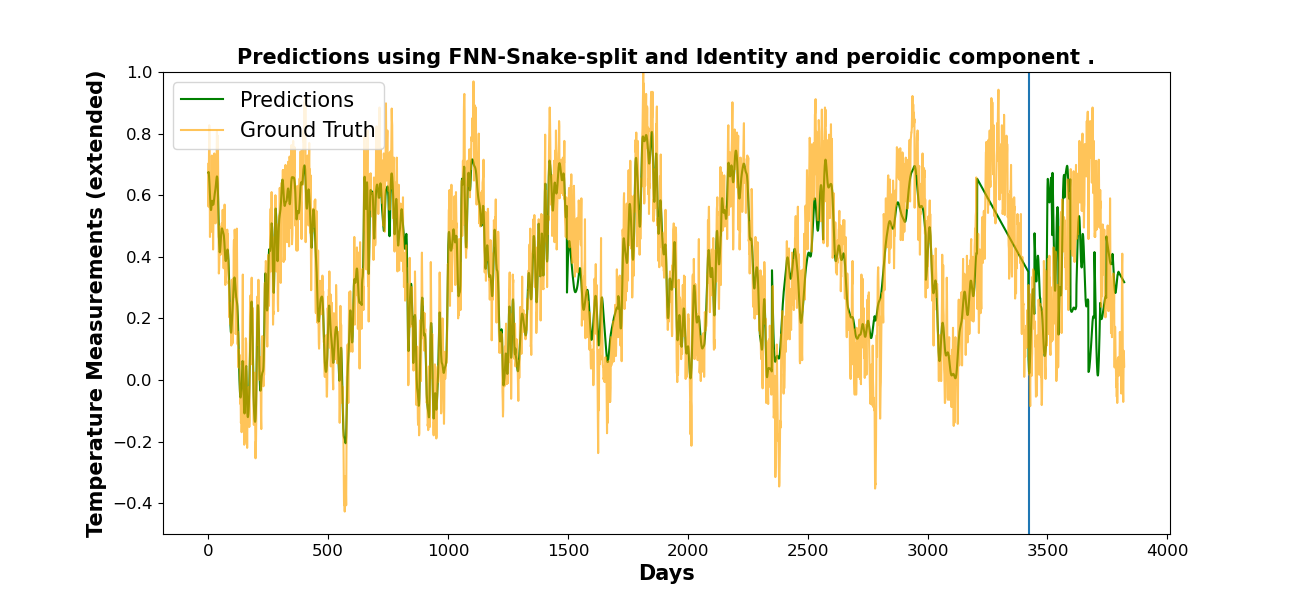 Predictions using FNN-Snake-split and Identity and peroidic component .
Temperature Measurements (extended)
1.0
0.8
0.6
0.4
0.2
0.0
−0.2
−0.4
Predictions
Ground Truth
0 500 1000 1500 2000 2500 3000 3500 4000
Days